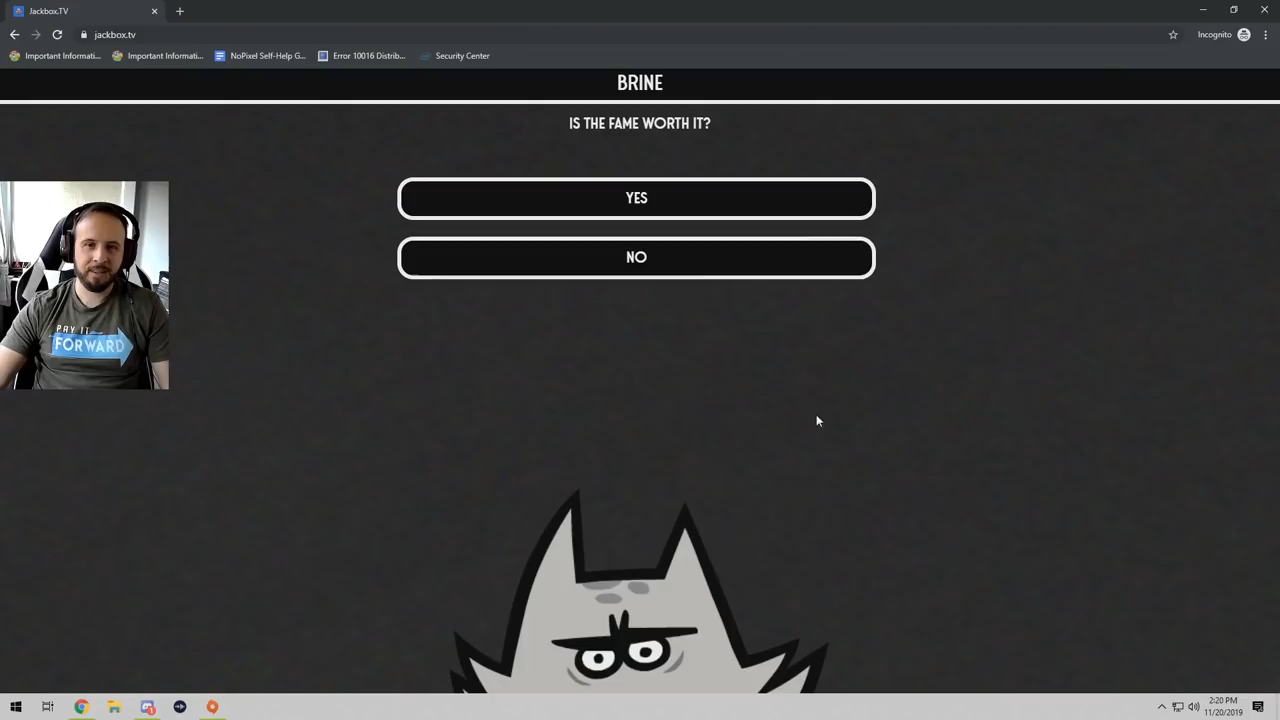 Jackbox.TV
jackbox.tv
Incognito
Important Informati...
Important Informati...
NoPixel Self-Help G...
Error 10016 Distrib...
Security Center
BRINE
IS THE FAME WORTH IT?
YES
NO
PAY IT
FORWARD
2:20 PM
11/20/2019